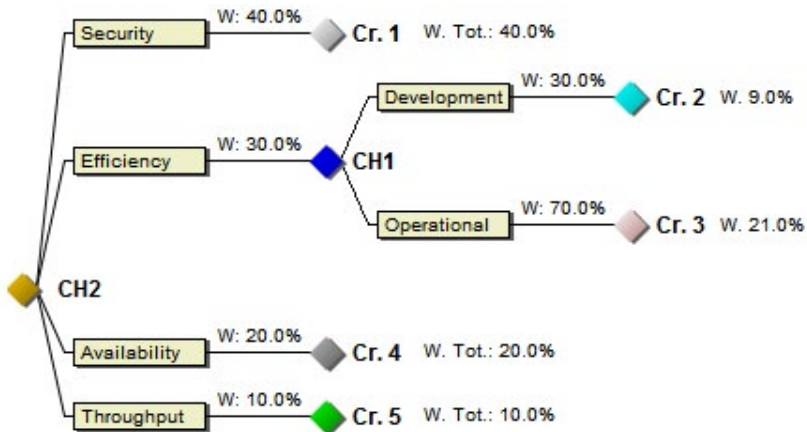 Security W: 40.0% Cr. 1 W. Tot.: 40.0%
Development W: 30.0% Cr. 2 W. 9.0%
Efficiency W: 30.0% CH1
Operational W: 70.0% Cr. 3 W. 21.0%
CH2
Availability W: 20.0% Cr. 4 W. Tot.: 20.0%
Throughput W: 10.0% Cr. 5 W. Tot.: 10.0%